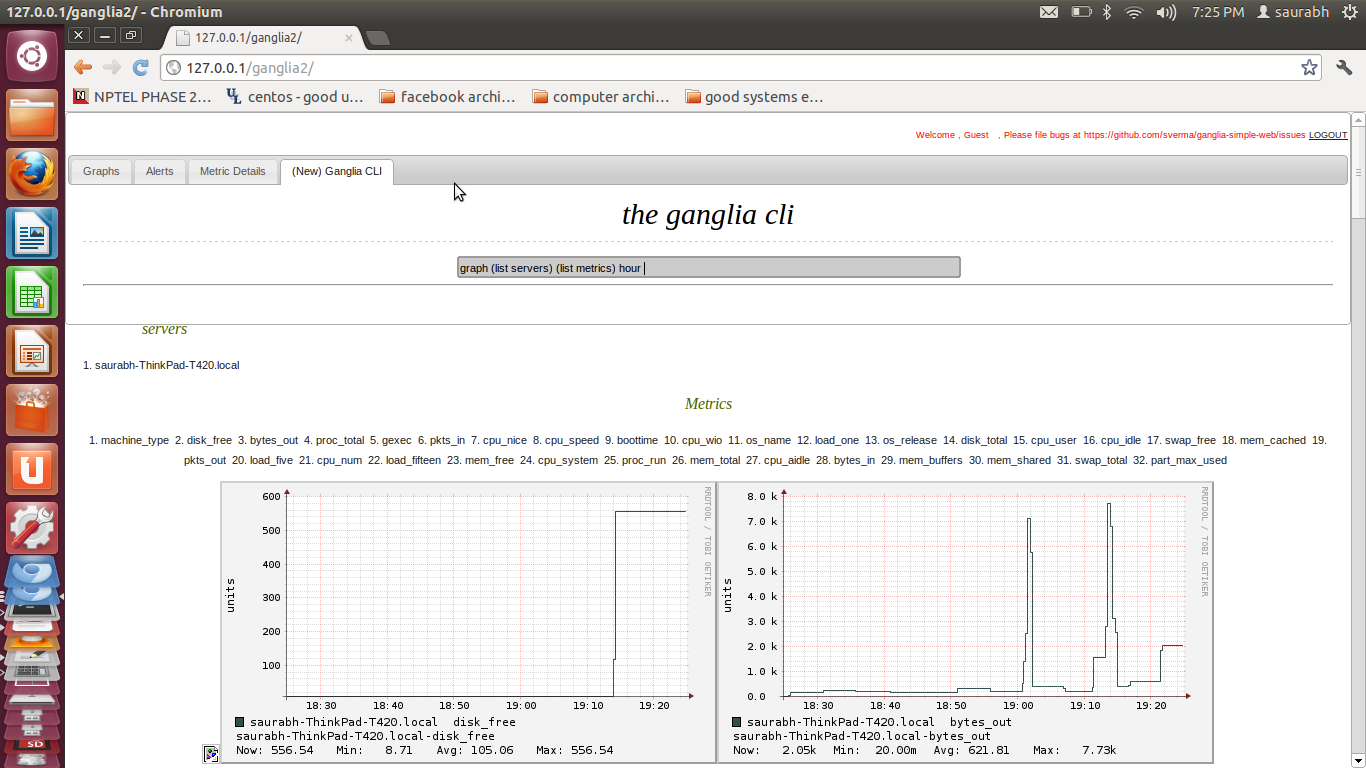 127.0.0.1/ganglia2/ - Chromium
7:25 PM saurabh
127.0.0.1/ganglia2/
127.0.0.1/ganglia2/
NPTEL PHASE 2... centos - good u... facebook archi... computer archi... good systems e...
Welcome , Guest , Please file bugs at https://github.com/sverma/ganglia-simple-web/issues LOGOUT
Graphs Alerts Metric Details (New) Ganglia CLI
the ganglia cli
graph (list servers) (list metrics) hour
servers
1. saurabh-ThinkPad-T420.local
Metrics
1. machine_type 2. disk_free 3. bytes_out 4. proc_total 5. gexec 6. pkts_in 7. cpu_nice 8. cpu_speed 9. boottime 10. cpu_wio 11. os_name 12. load_one 13. os_release 14. disk_total 15. cpu_user 16. cpu_idle 17. swap_free 18. mem_cached 19.
pkts_out 20. load_five 21. cpu_num 22. load_fifteen 23. mem_free 24. cpu_system 25. proc_run 26. mem_total 27. cpu_aidle 28. bytes_in 29. mem_buffers 30. mem_shared 31. swap_total 32. part_max_used
600
500
400
300
200
100
units
RRDTOOL / TOBI OETIKER
18:30 18:40 18:50 19:00 19:10 19:20
saurabh-ThinkPad-T420.local disk_free
saurabh-ThinkPad-T420.local-disk_free
Now: 556.54 Min: 8.71 Avg: 105.06 Max: 556.54
8.0 k
7.0 k
6.0 k
5.0 k
4.0 k
3.0 k
2.0 k
1.0 k
0.0
units
RRDTOOL / TOBI OETIKER
18:30 18:40 18:50 19:00 19:10 19:20
saurabh-ThinkPad-T420.local bytes_out
saurabh-ThinkPad-T420.local-bytes_out
Now: 2.05k Min: 20.00m Avg: 621.81 Max: 7.73k
SD